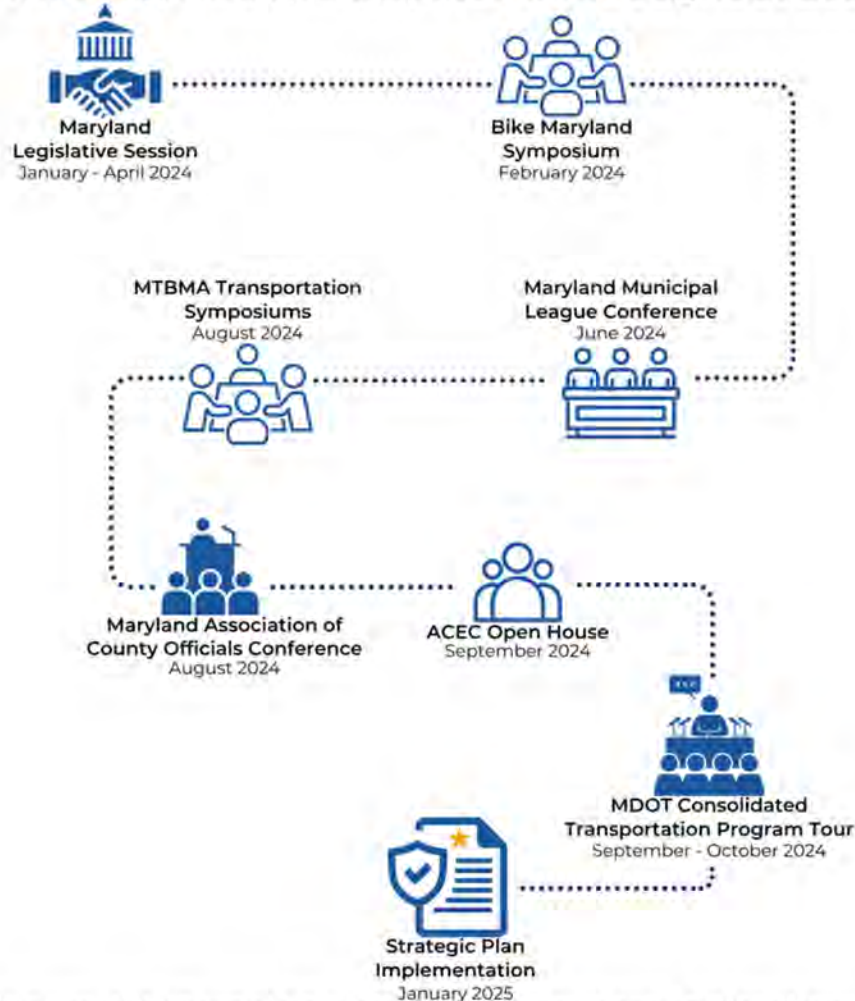 Maryland
Legislative Session
January - April 2024
Bike Maryland
Symposium
February 2024
Maryland Municipal
League Conference
June 2024
MTBMA Transportation
Symposiums
August 2024
Maryland Association of
County Officials Conference
August 2024
ACEC Open House
September 2024
MDOT Consolidated
Transportation Program Tour
September - October 2024
Strategic Plan
Implementation
January 2025